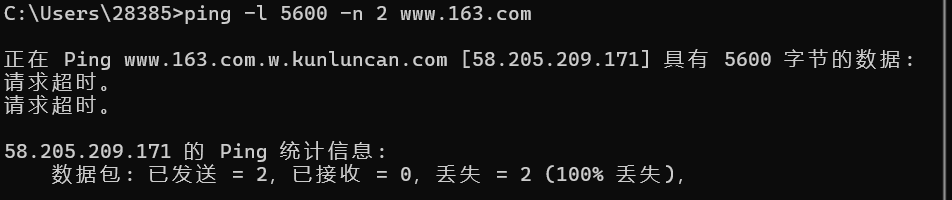 C:\Users\28385>ping -l 5600 -n 2 www.163.com
正在 Ping www.163.com.w.kunluncan.com [58.205.209.171] 具有 5600 字节的数据:
请求超时。
请求超时。
58.205.209.171 的 Ping 统计信息:
数据包: 已发送 = 2, 已接收 = 0, 丢失 = 2 (100% 丢失),